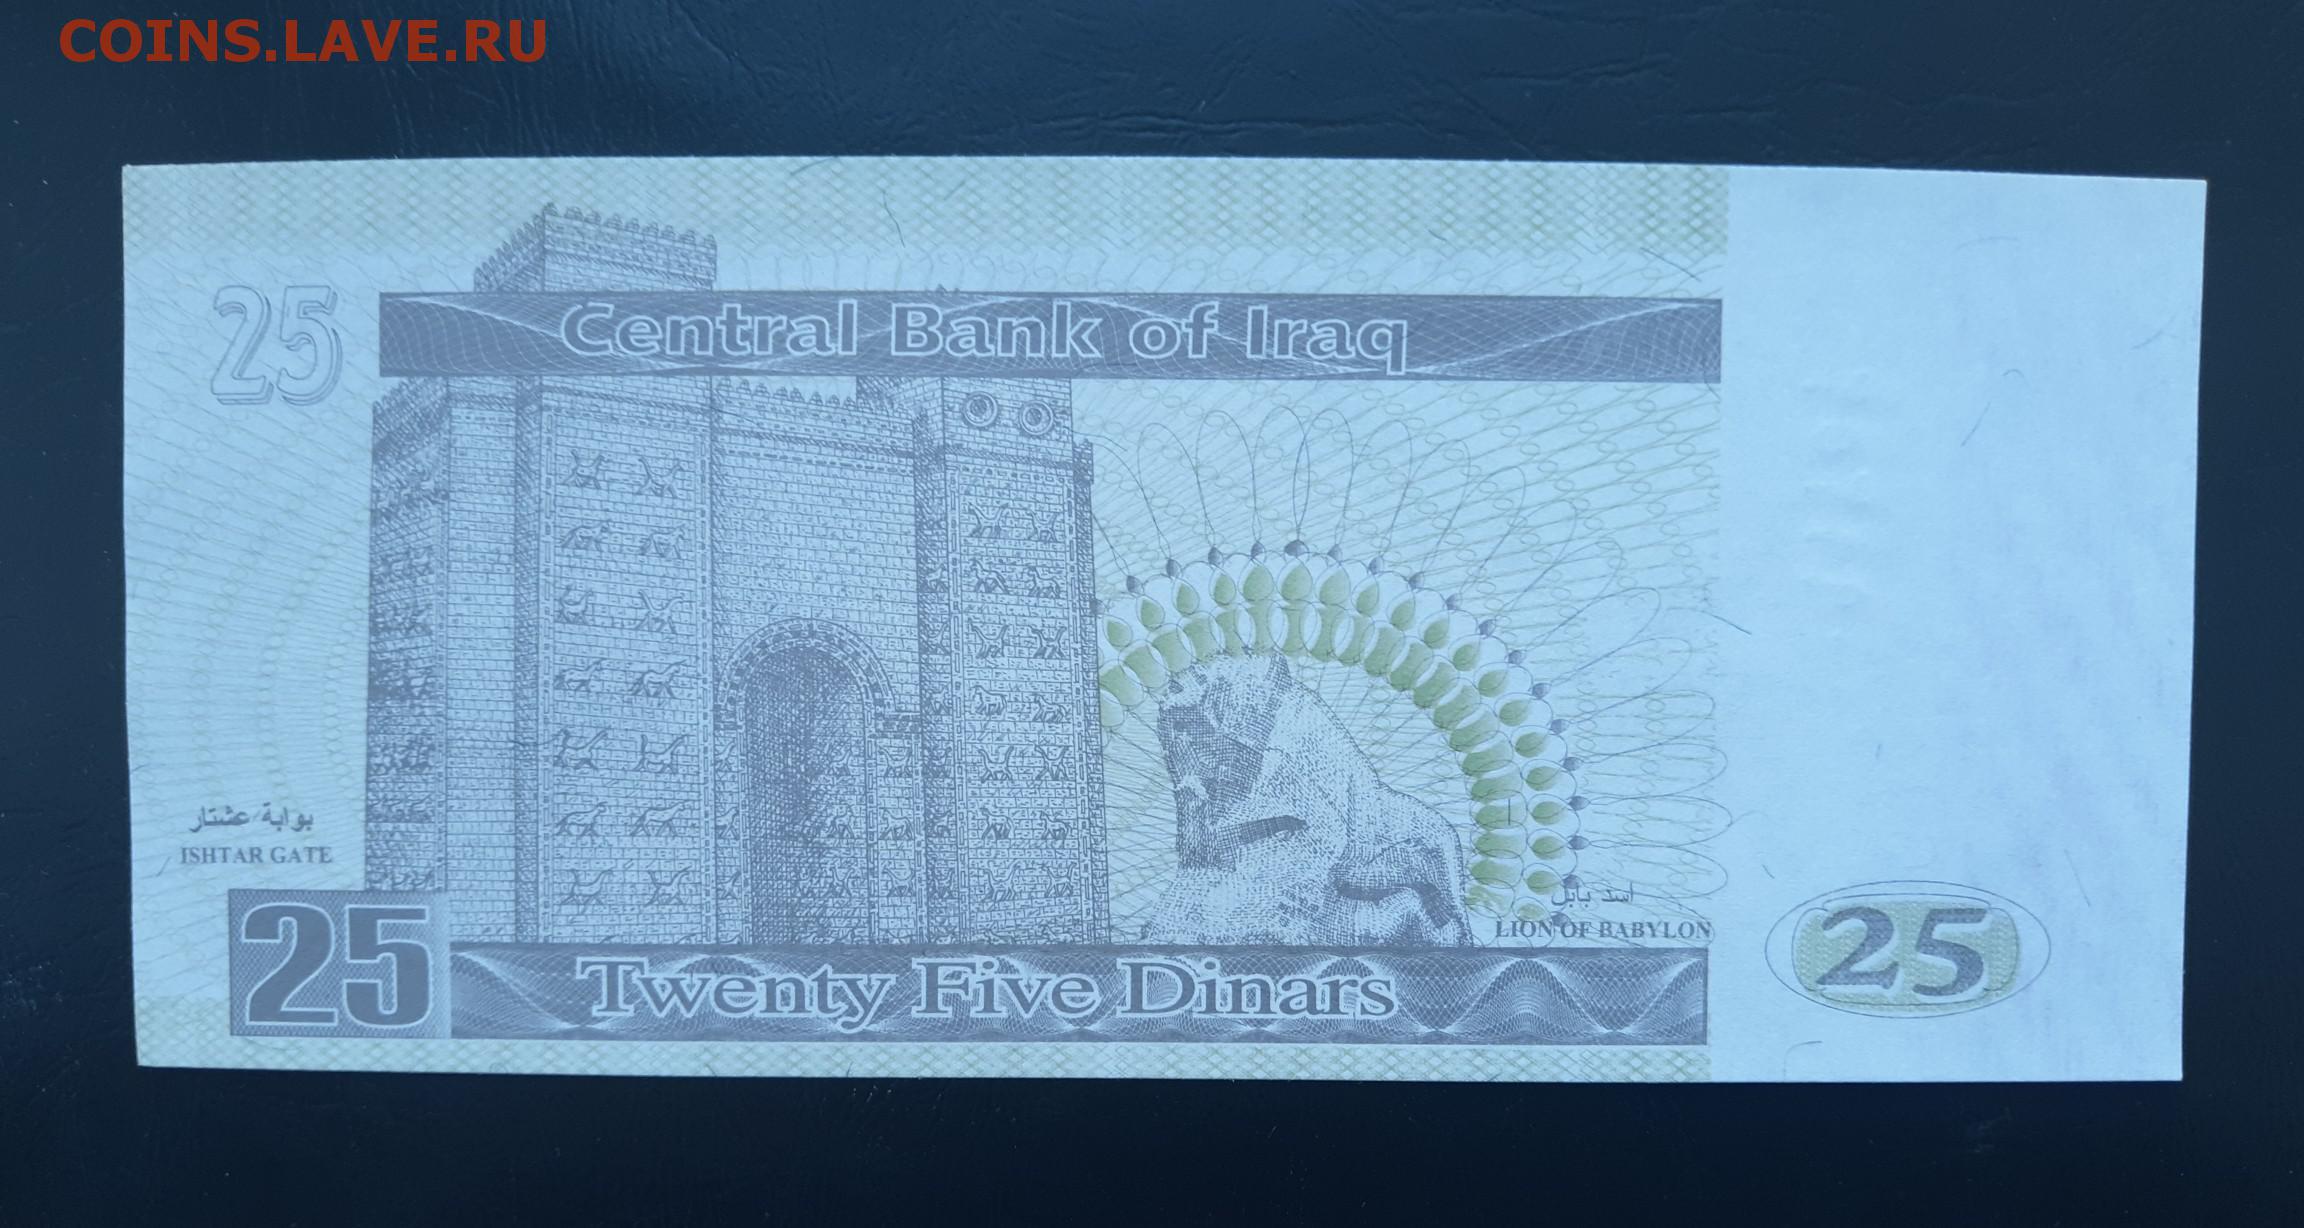 COINS.LAVE.RU
25
Central Bank of Iraq
بوابة عشتار
ISHTAR GATE
أسد بابل
LION OF BABYLON
25
Twenty Five Dinars
25